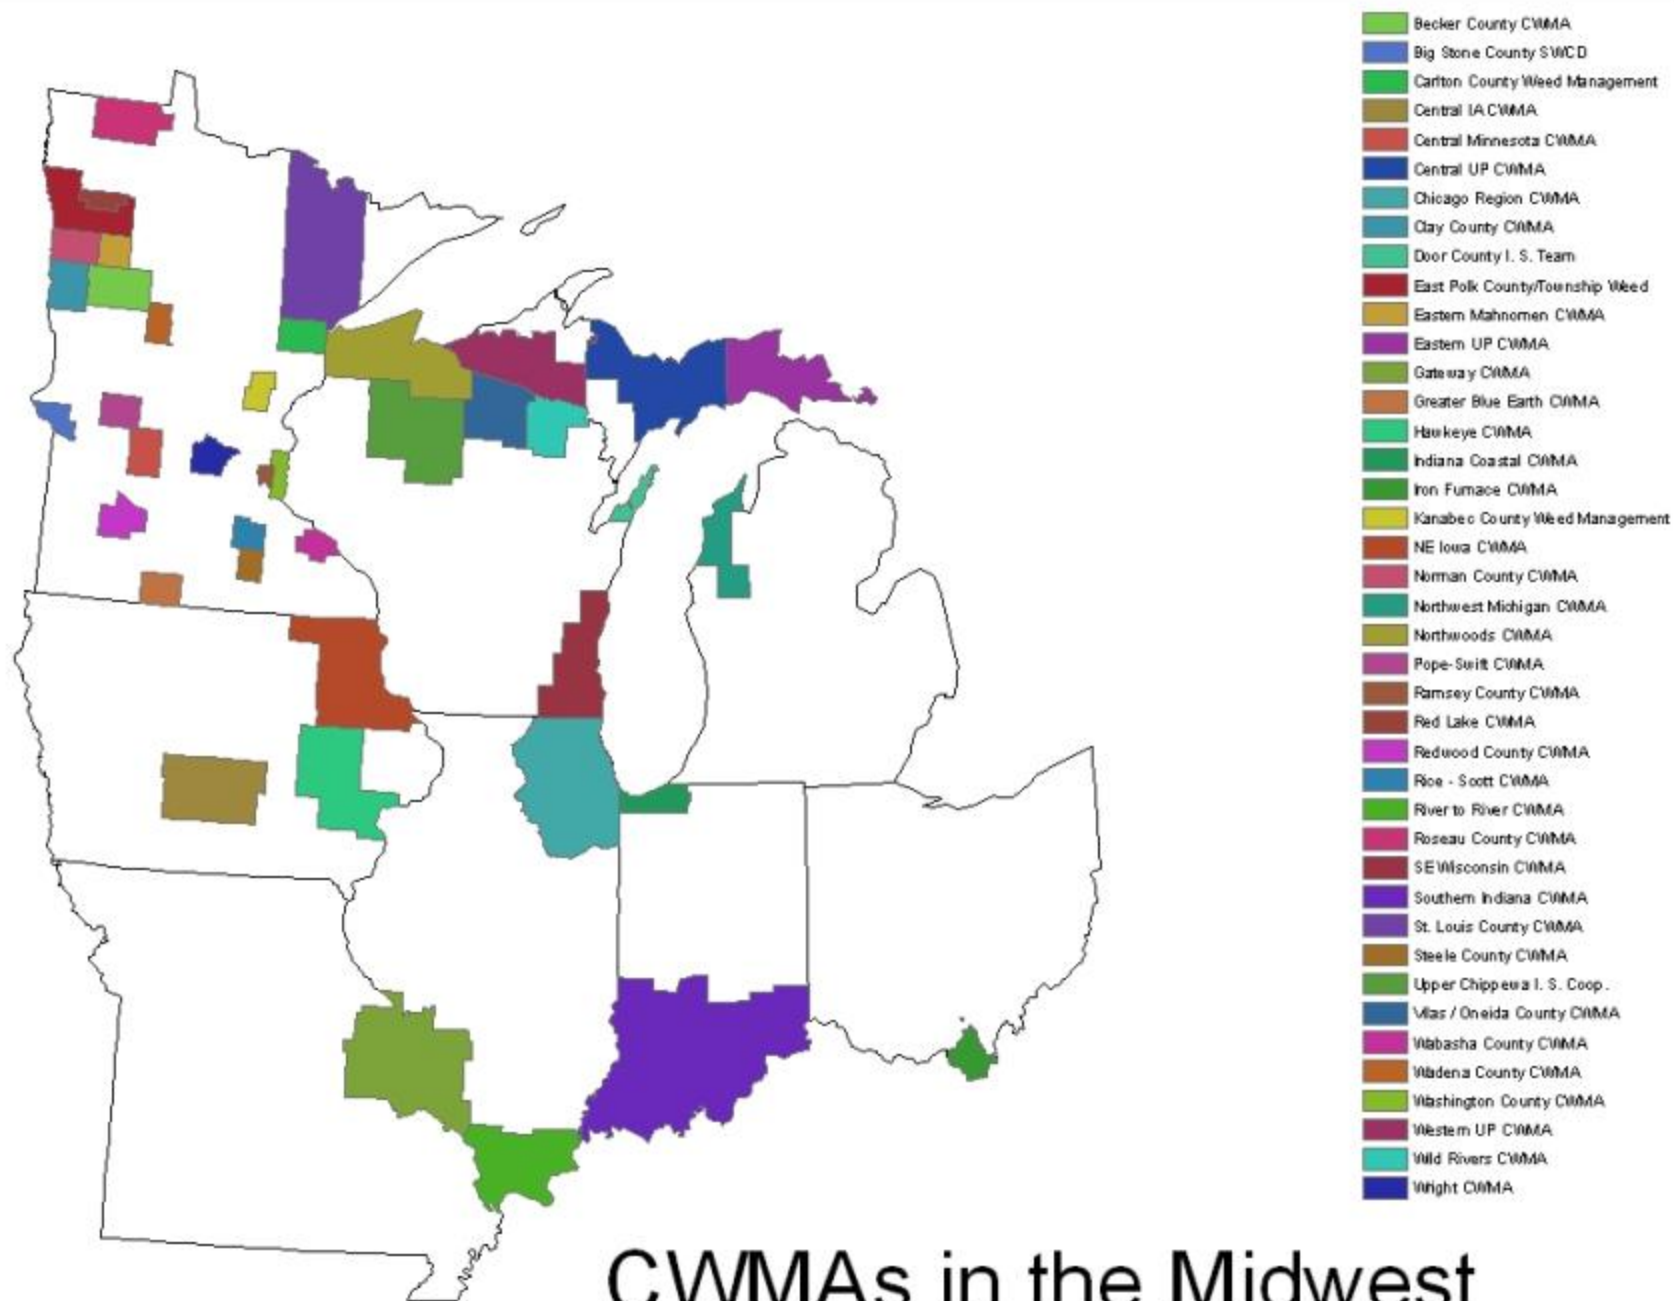 Becker County CWMA
Big Stone County SWCD
Carlton County Weed Management
Central IA CWMA
Central Minnesota CWMA
Central UP CWMA
Chicago Region CWMA
Clay County CWMA
Door County I. S. Team
East Polk County/Township Weed
Eastern Mahnomen CWMA
Eastern UP CWMA
Gateway CWMA
Greater Blue Earth CWMA
Hawkeye CWMA
Indiana Coastal CWMA
Iron Furnace CWMA
Kanabec County Weed Management
NE Iowa CWMA
Norman County CWMA
Northwest Michigan CWMA
Northwoods CWMA
Pope-Swift CWMA
Ramsey County CWMA
Red Lake CWMA
Redwood County CWMA
Rice - Scott CWMA
River to River CWMA
Roseau County CWMA
SE Wisconsin CWMA
Southern Indiana CWMA
St. Louis County CWMA
Steele County CWMA
Upper Chippewa I. S. Coop.
Vilas / Oneida County CWMA
Wabasha County CWMA
Wadena County CWMA
Washington County CWMA
Western UP CWMA
Wild Rivers CWMA
Wright CWMA
CWMAs in the Midwest